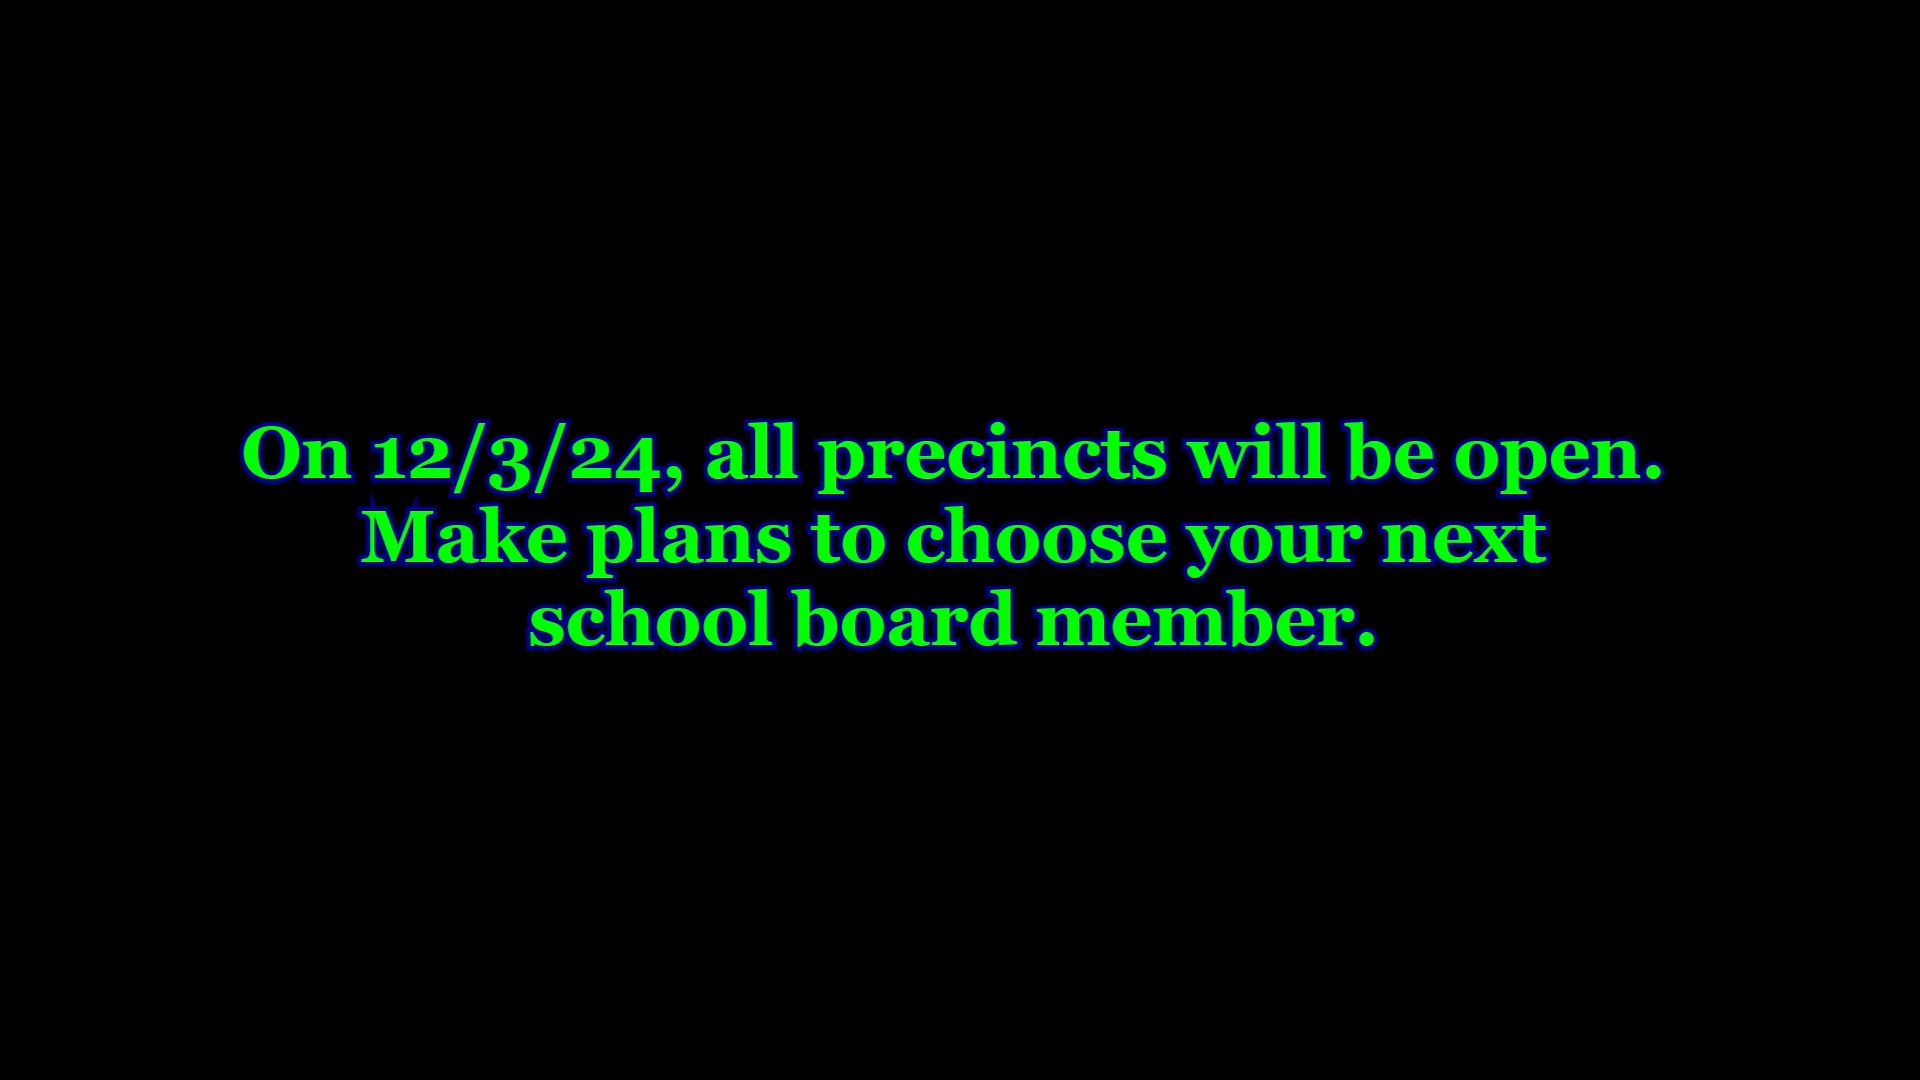 On 12/3/24, all precincts will be open.
Make plans to choose your next
school board member.